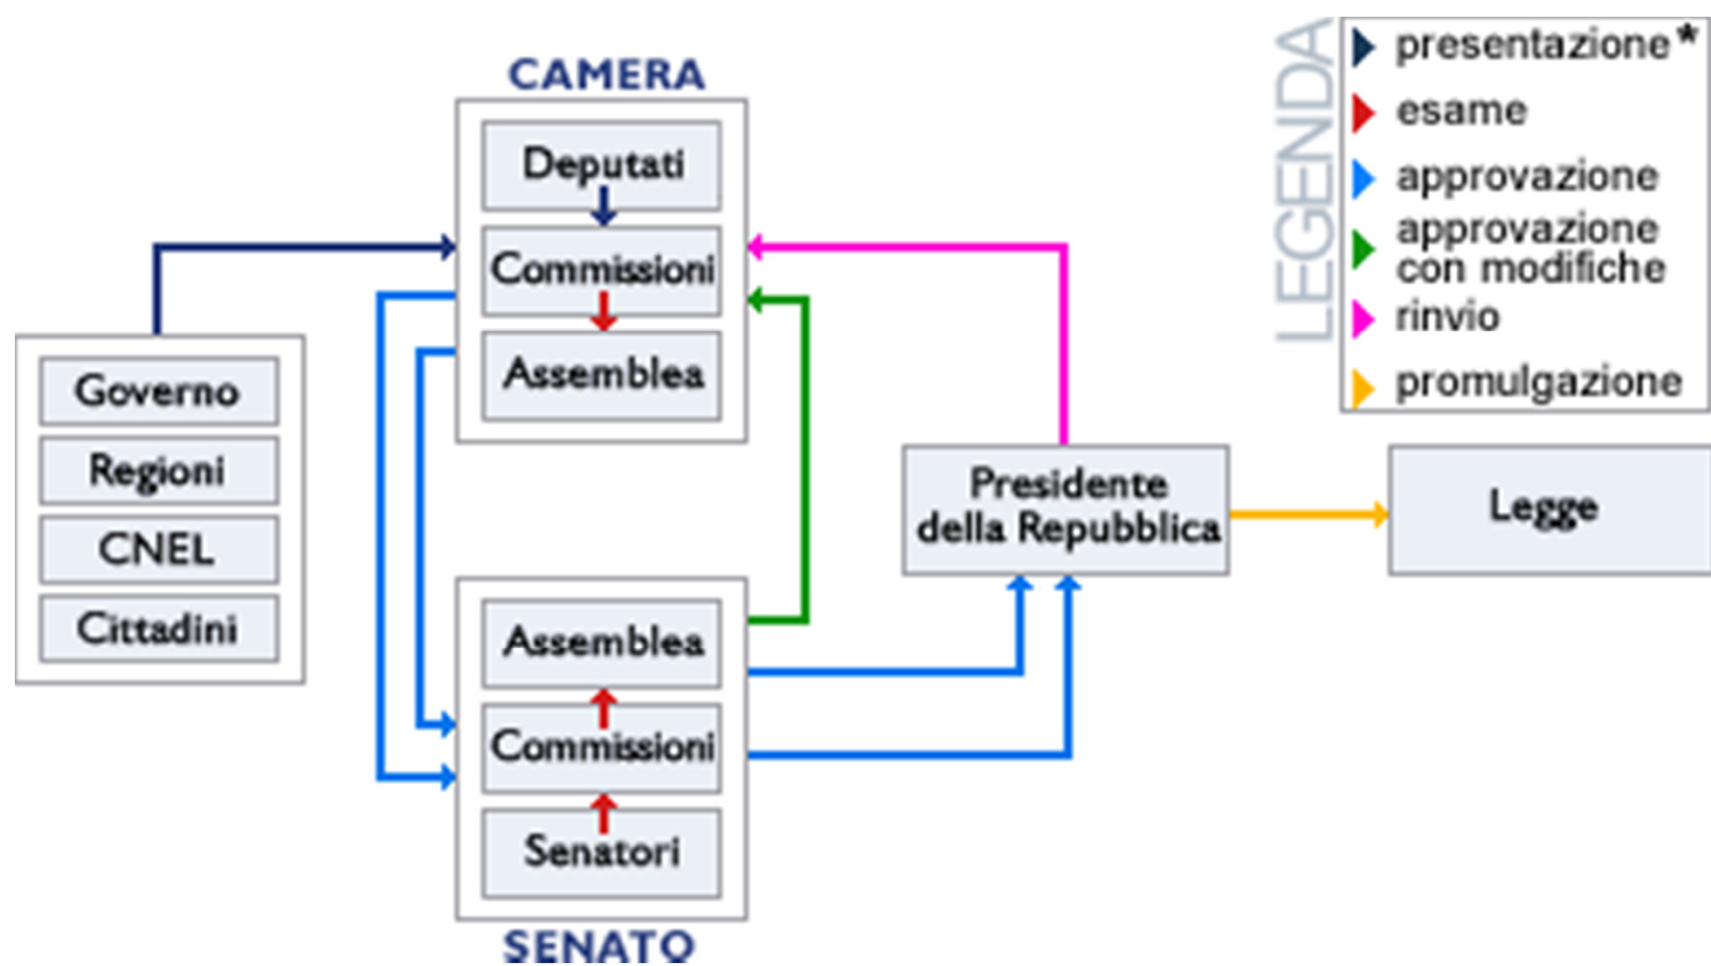 CAMERA
Deputati
Commissioni
Assemblea
Governo
Regioni
CNEL
Cittadini
Assemblea
Commissioni
Senatori
SENATO
Presidente
della Repubblica
Legge
LEGENDA
presentazione*
esame
approvazione
approvazione
con modifiche
rinvio
promulgazione